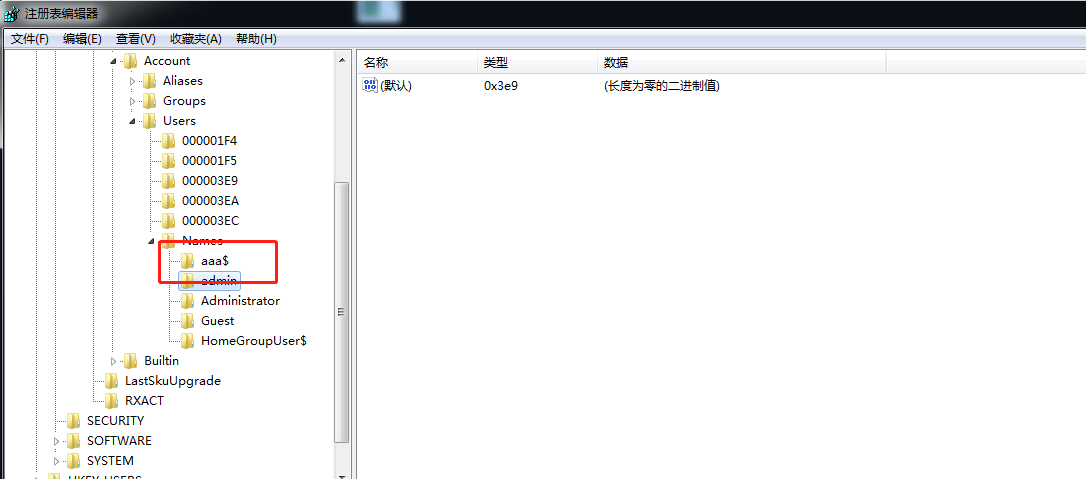 注册表编辑器
文件(F) 编辑(E) 查看(V) 收藏夹(A) 帮助(H)
名称 类型 数据
(默认) 0x3e9 (长度为零的二进制值)
Account
Aliases
Groups
Users
000001F4
000001F5
000003E9
000003EA
000003EC
Names
aaa$
admin
Administrator
Guest
HomeGroupUser$
Builtin
LastSkuUpgrade
RXACT
SECURITY
SOFTWARE
SYSTEM
HKEY_USERS